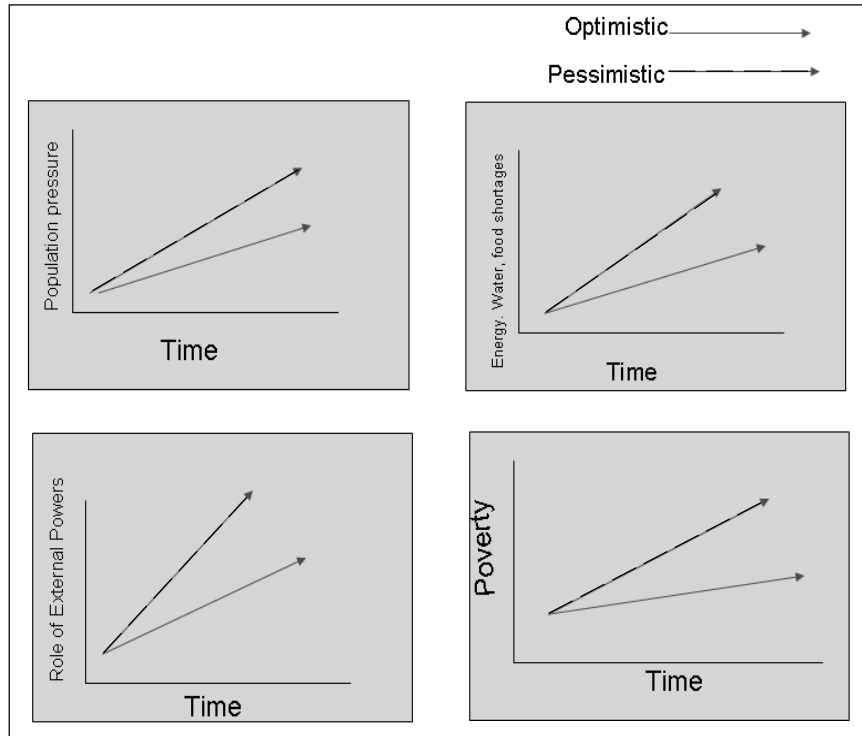 Optimistic
Pessimistic
Population pressure
Time
Energy. Water, food shortages
Time
Role of External Powers
Time
Poverty
Time